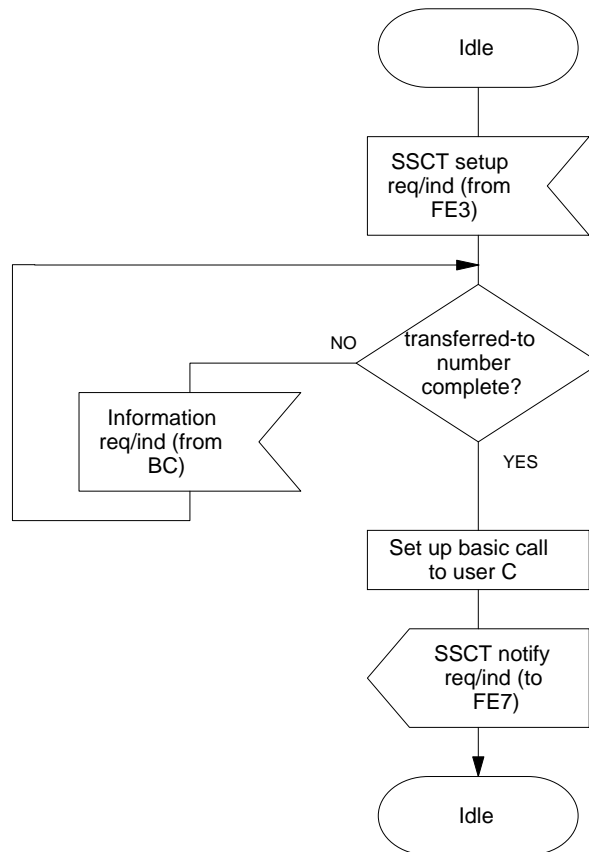 Idle
SSCT setup
req/ind (from
FE3)
transferred-to
number
complete?
NO
Information
req/ind (from
BC)
YES
Set up basic call
to user C
SSCT notify
req/ind (to
FE7)
Idle